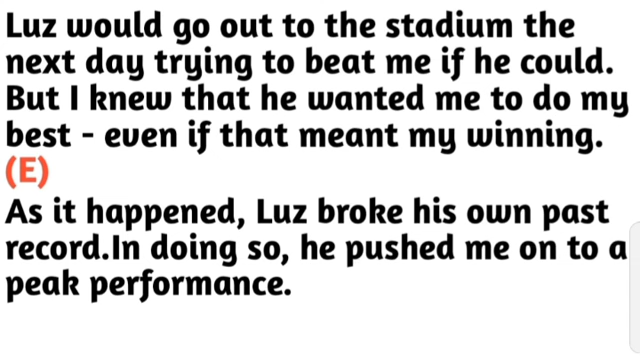 Luz would go out to the stadium the
next day trying to beat me if he could.
But I knew that he wanted me to do my
best - even if that meant my winning.
(E)
As it happened, Luz broke his own past
record.In doing so, he pushed me on to a
peak performance.